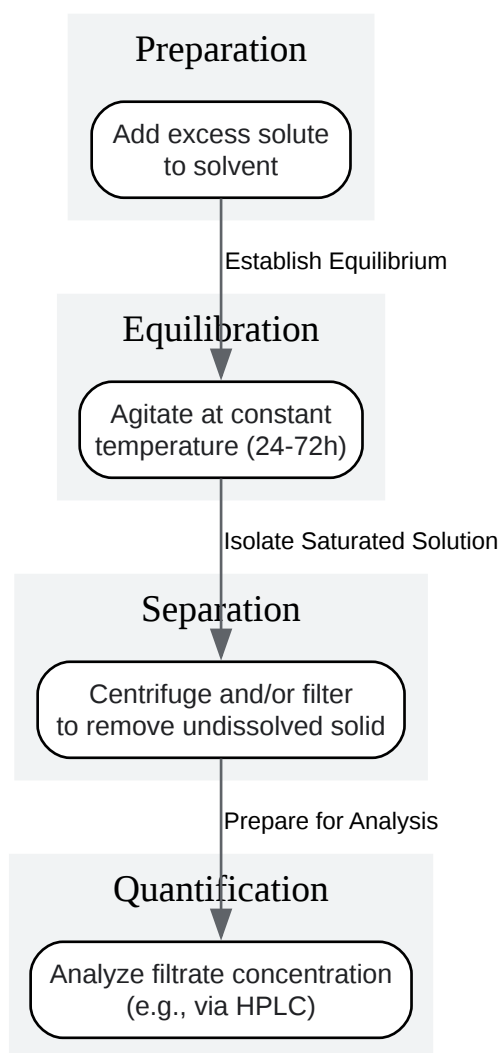 Preparation
Add excess solute
to solvent
Establish Equilibrium
Equilibration
Agitate at constant
temperature (24-72h)
Isolate Saturated Solution
Separation
Centrifuge and/or filter
to remove undissolved solid
Prepare for Analysis
Quantification
Analyze filtrate concentration
(e.g., via HPLC)